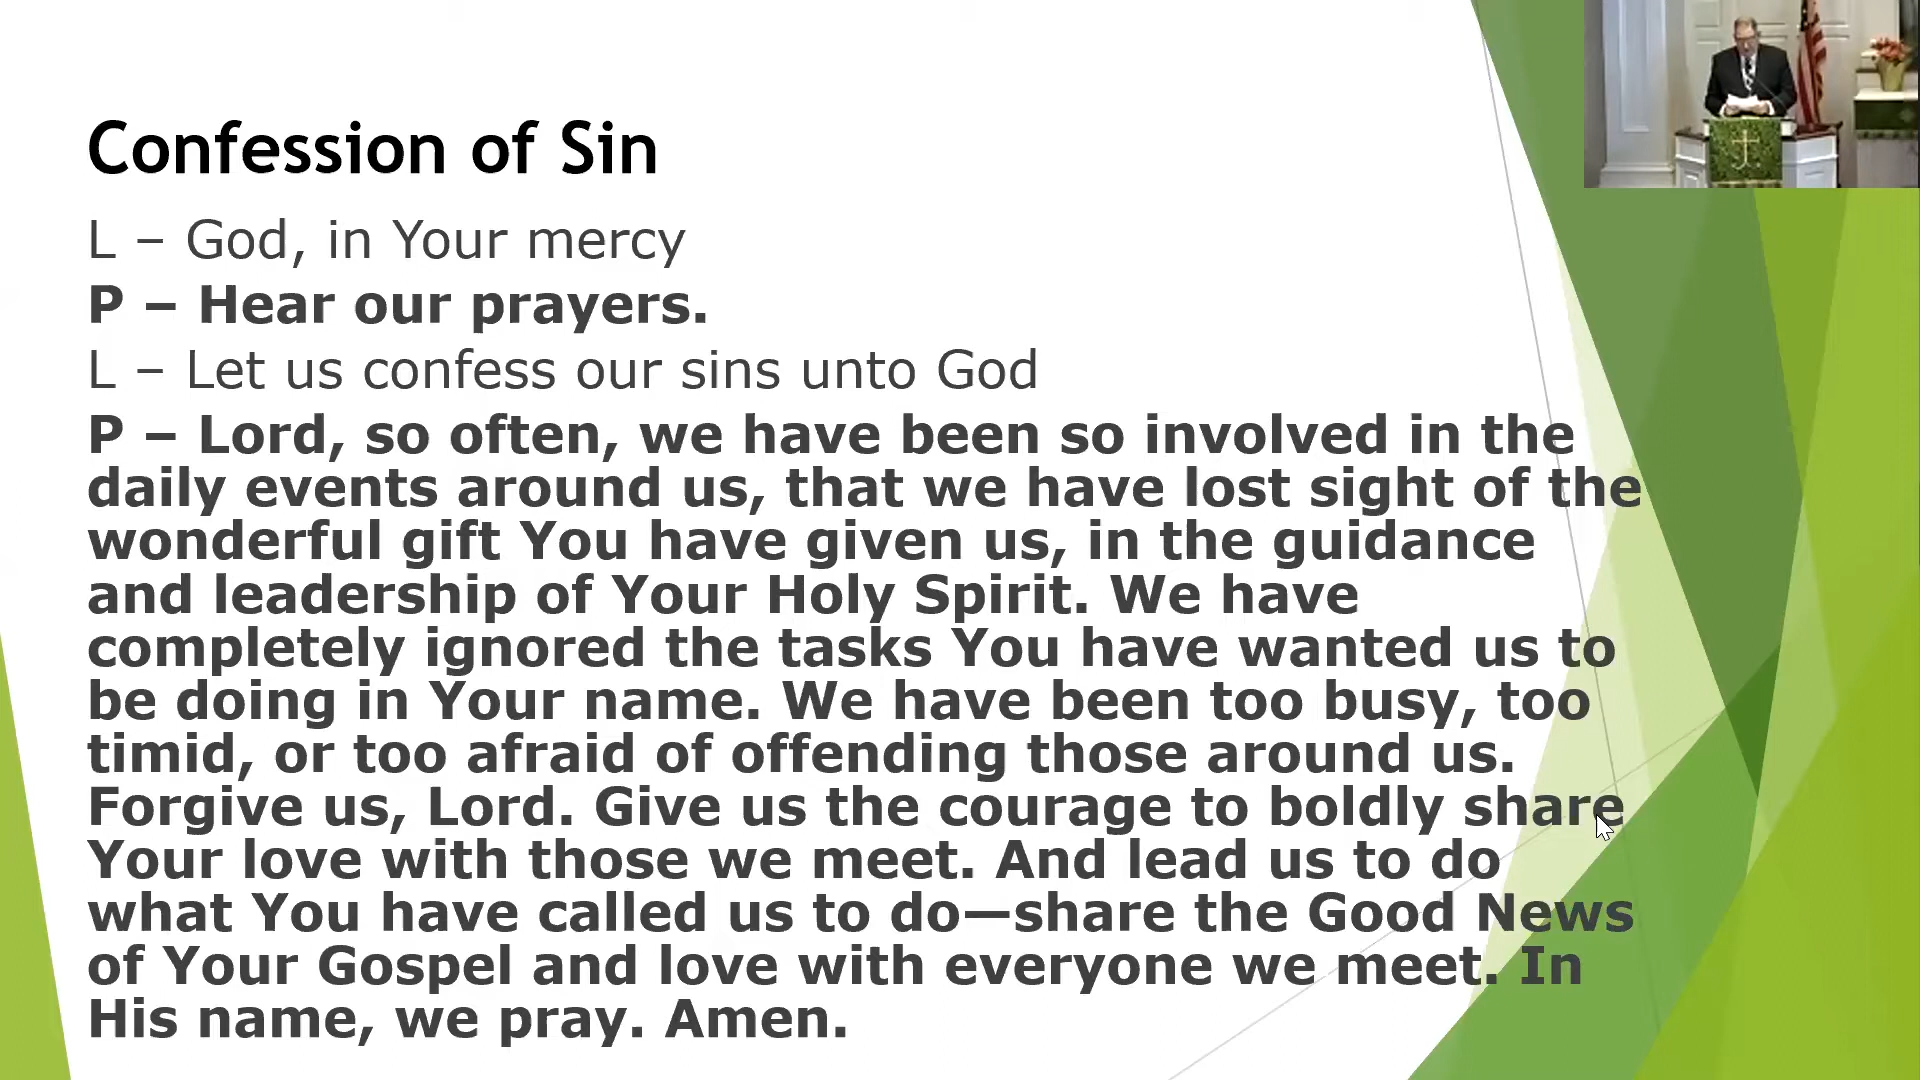 Confession of Sin
L – God, in Your mercy
P – Hear our prayers.
L – Let us confess our sins unto God
P – Lord, so often, we have been so involved in the
daily events around us, that we have lost sight of the
wonderful gift You have given us, in the guidance
and leadership of Your Holy Spirit. We have
completely ignored the tasks You have wanted us to
be doing in Your name. We have been too busy, too
timid, or too afraid of offending those around us.
Forgive us, Lord. Give us the courage to boldly share
Your love with those we meet. And lead us to do
what You have called us to do—share the Good News
of Your Gospel and love with everyone we meet. In
His name, we pray. Amen.